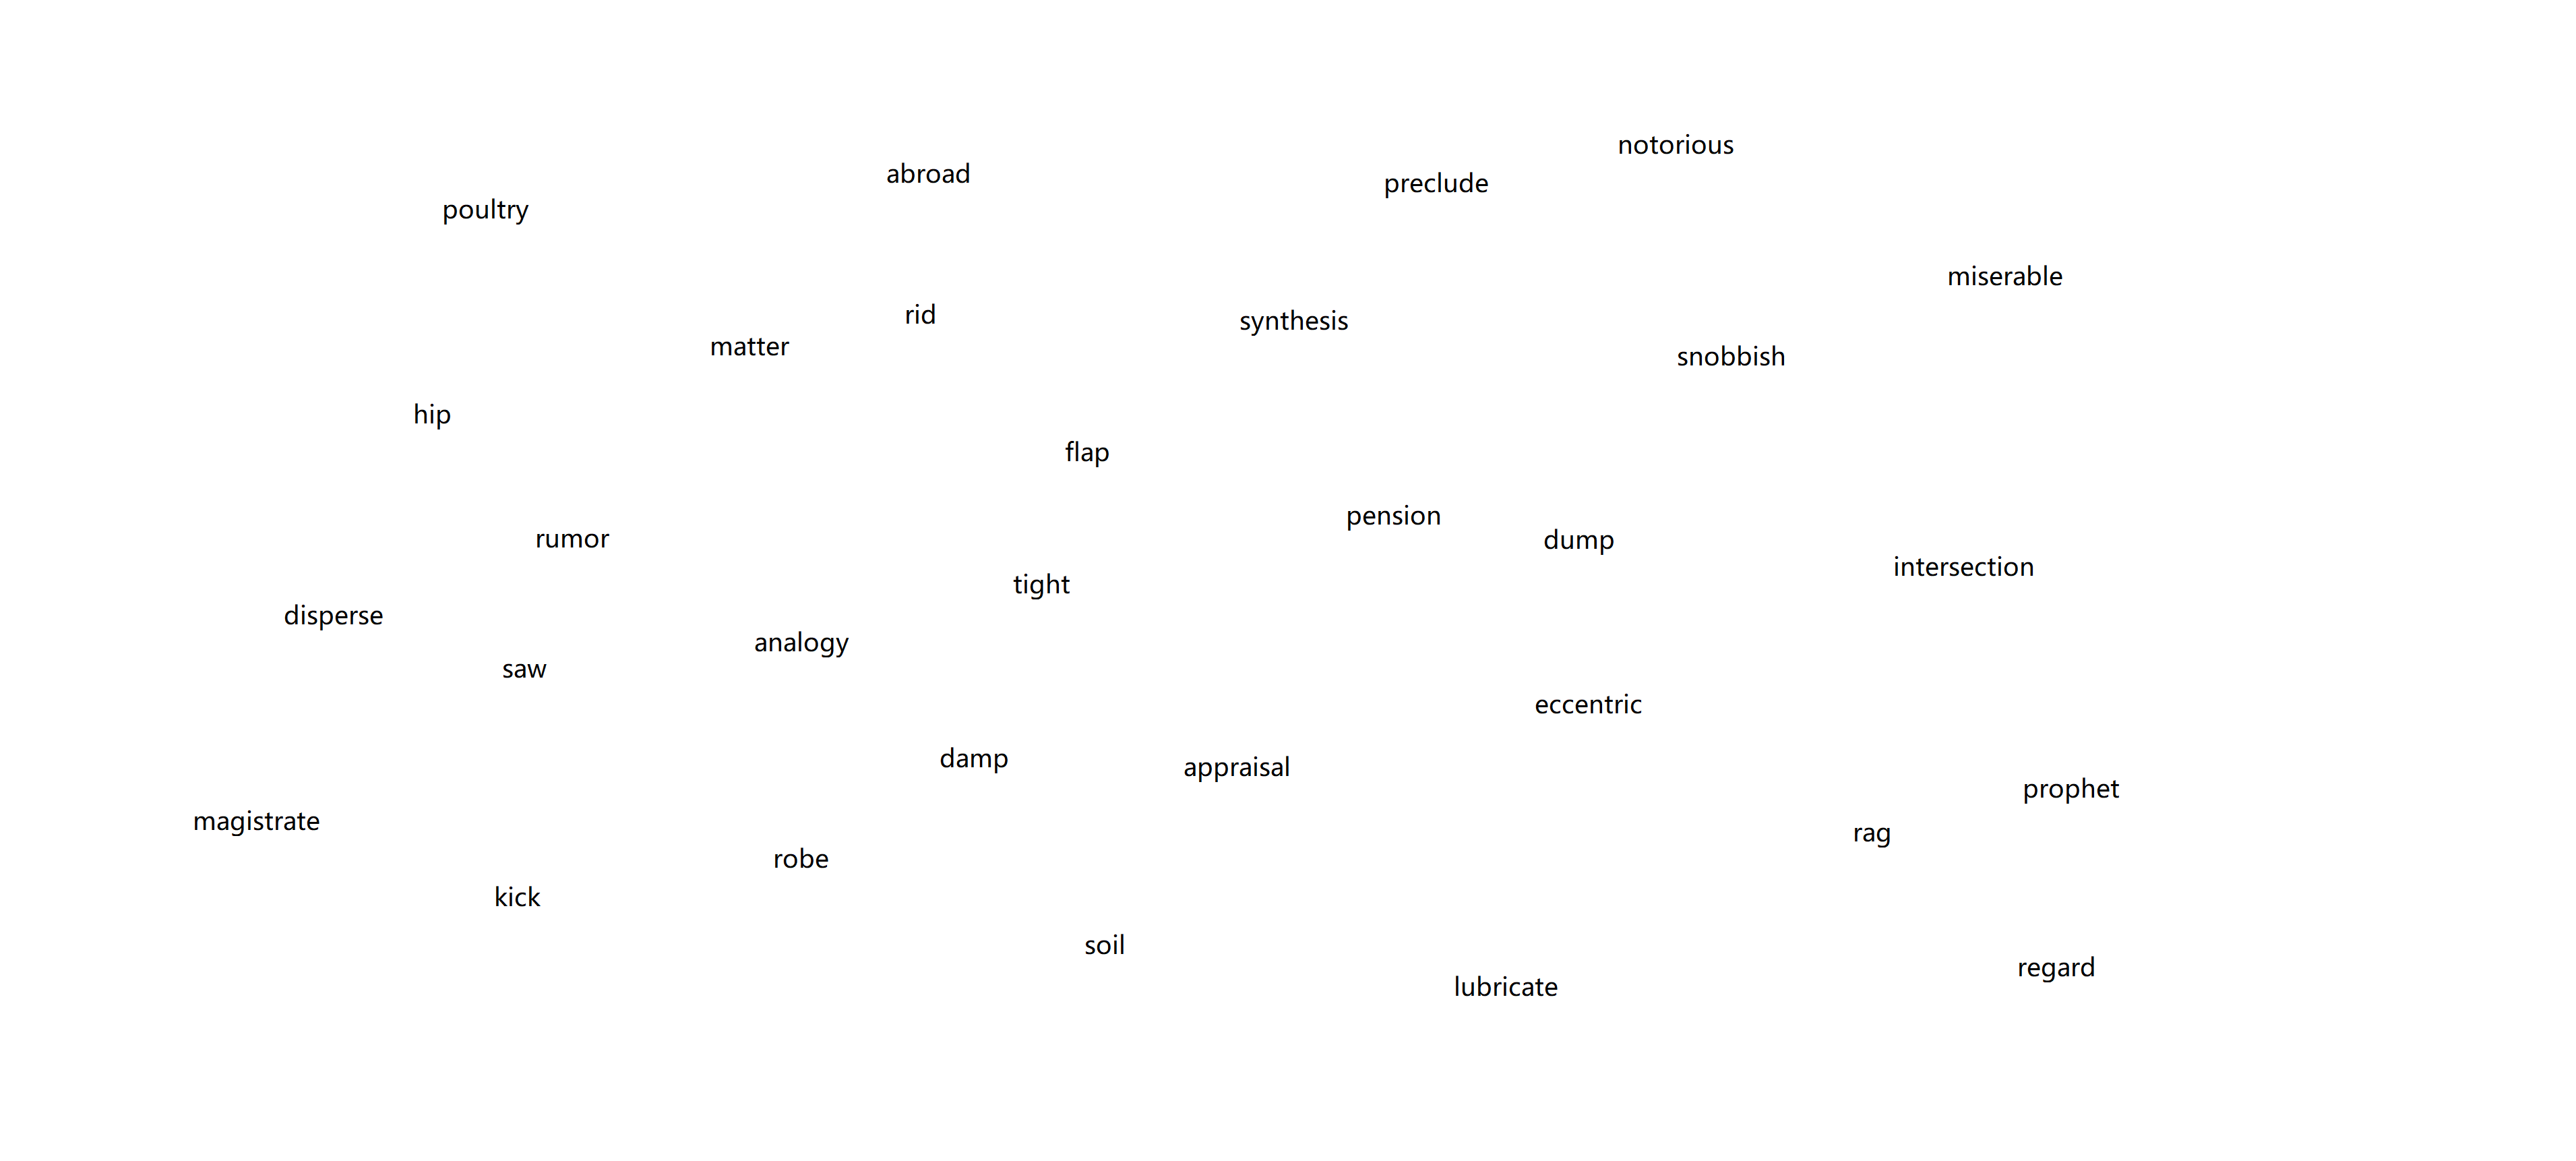 notorious
abroad
preclude
poultry
miserable
rid
synthesis
matter
snobbish
hip
flap
pension
rumor
dump
intersection
tight
disperse
analogy
saw
eccentric
damp
appraisal
prophet
magistrate
rag
robe
kick
soil
regard
lubricate